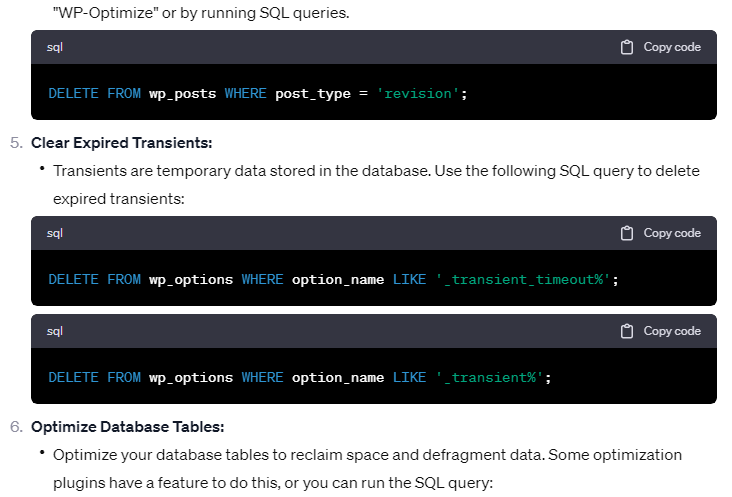 "WP-Optimize" or by running SQL queries.
sql Copy code
DELETE FROM wp_posts WHERE post_type = 'revision';
5. Clear Expired Transients:
• Transients are temporary data stored in the database. Use the following SQL query to delete
expired transients:
sql Copy code
DELETE FROM wp_options WHERE option_name LIKE '_transient_timeout%';
sql Copy code
DELETE FROM wp_options WHERE option_name LIKE '_transient%';
6. Optimize Database Tables:
• Optimize your database tables to reclaim space and defragment data. Some optimization
plugins have a feature to do this, or you can run the SQL query: